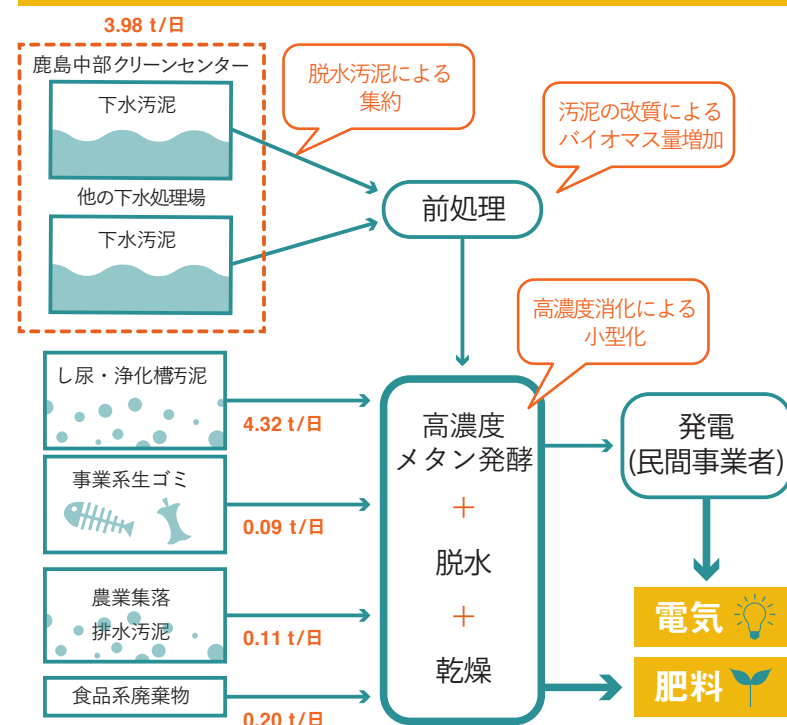 3.98 t/日
鹿島中部クリーンセンター
下水汚泥
他の下水処理場
下水汚泥
脱水汚泥による
集約
汚泥の改質による
バイオマス量増加
前処理
高濃度消化による
小型化
し尿・浄化槽汚泥
4.32 t/日
事業系生ゴミ
0.09 t/日
農業集落
排水汚泥
0.11 t/日
食品系廃棄物
0.20 t/日
高濃度
メタン発酵
+
脱水
+
乾燥
発電
(民間事業者)
電気
肥料